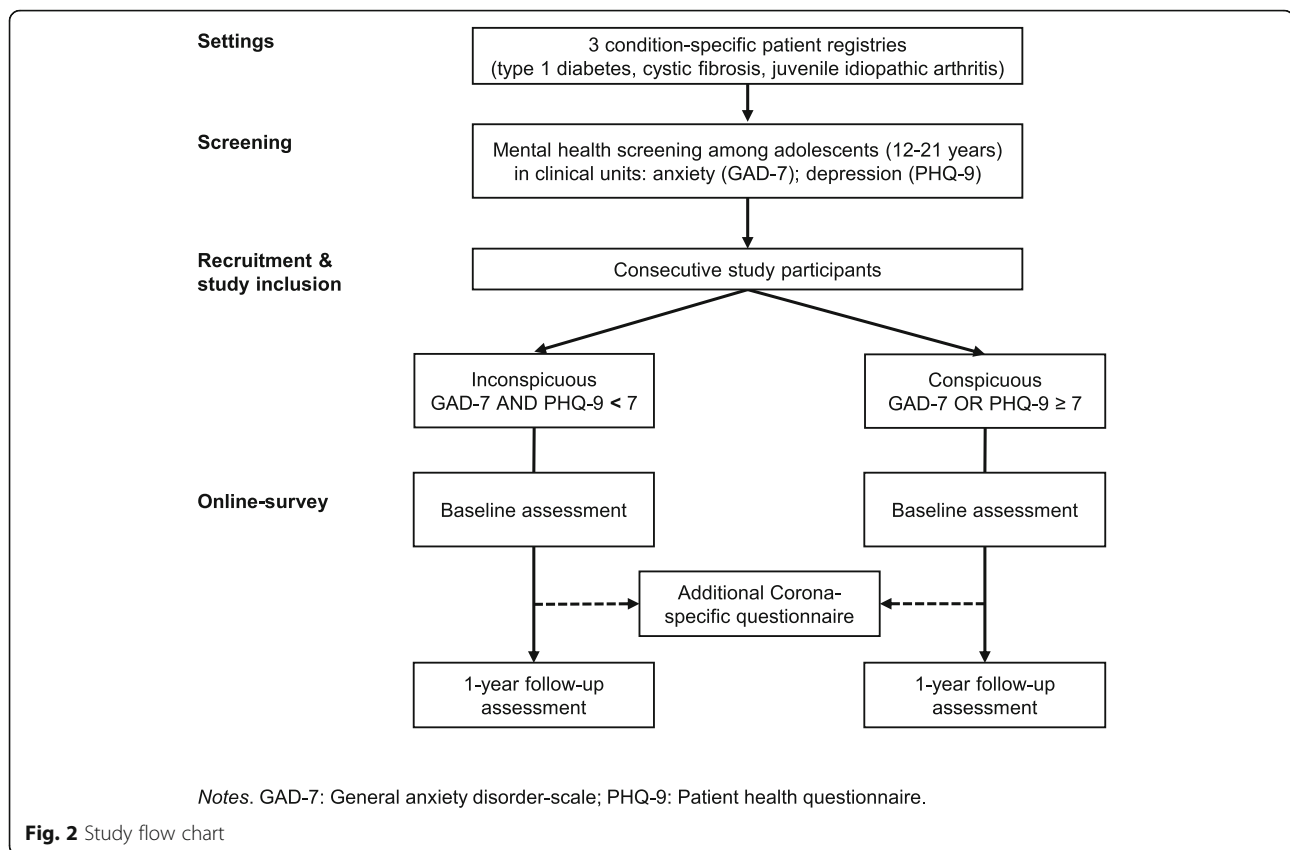 Settings
3 condition-specific patient registries
(type 1 diabetes, cystic fibrosis, juvenile idiopathic arthritis)
Screening
Mental health screening among adolescents (12-21 years)
in clinical units: anxiety (GAD-7); depression (PHQ-9)
Recruitment &
study inclusion
Consecutive study participants
Inconspicuous
GAD-7 AND PHQ-9 < 7
Conspicuous
GAD-7 OR PHQ-9 ≥ 7
Online-survey
Baseline assessment
Baseline assessment
Additional Corona-
specific questionnaire
1-year follow-up
assessment
1-year follow-up
assessment
Notes. GAD-7: General anxiety disorder-scale; PHQ-9: Patient health questionnaire.
Fig. 2 Study flow chart